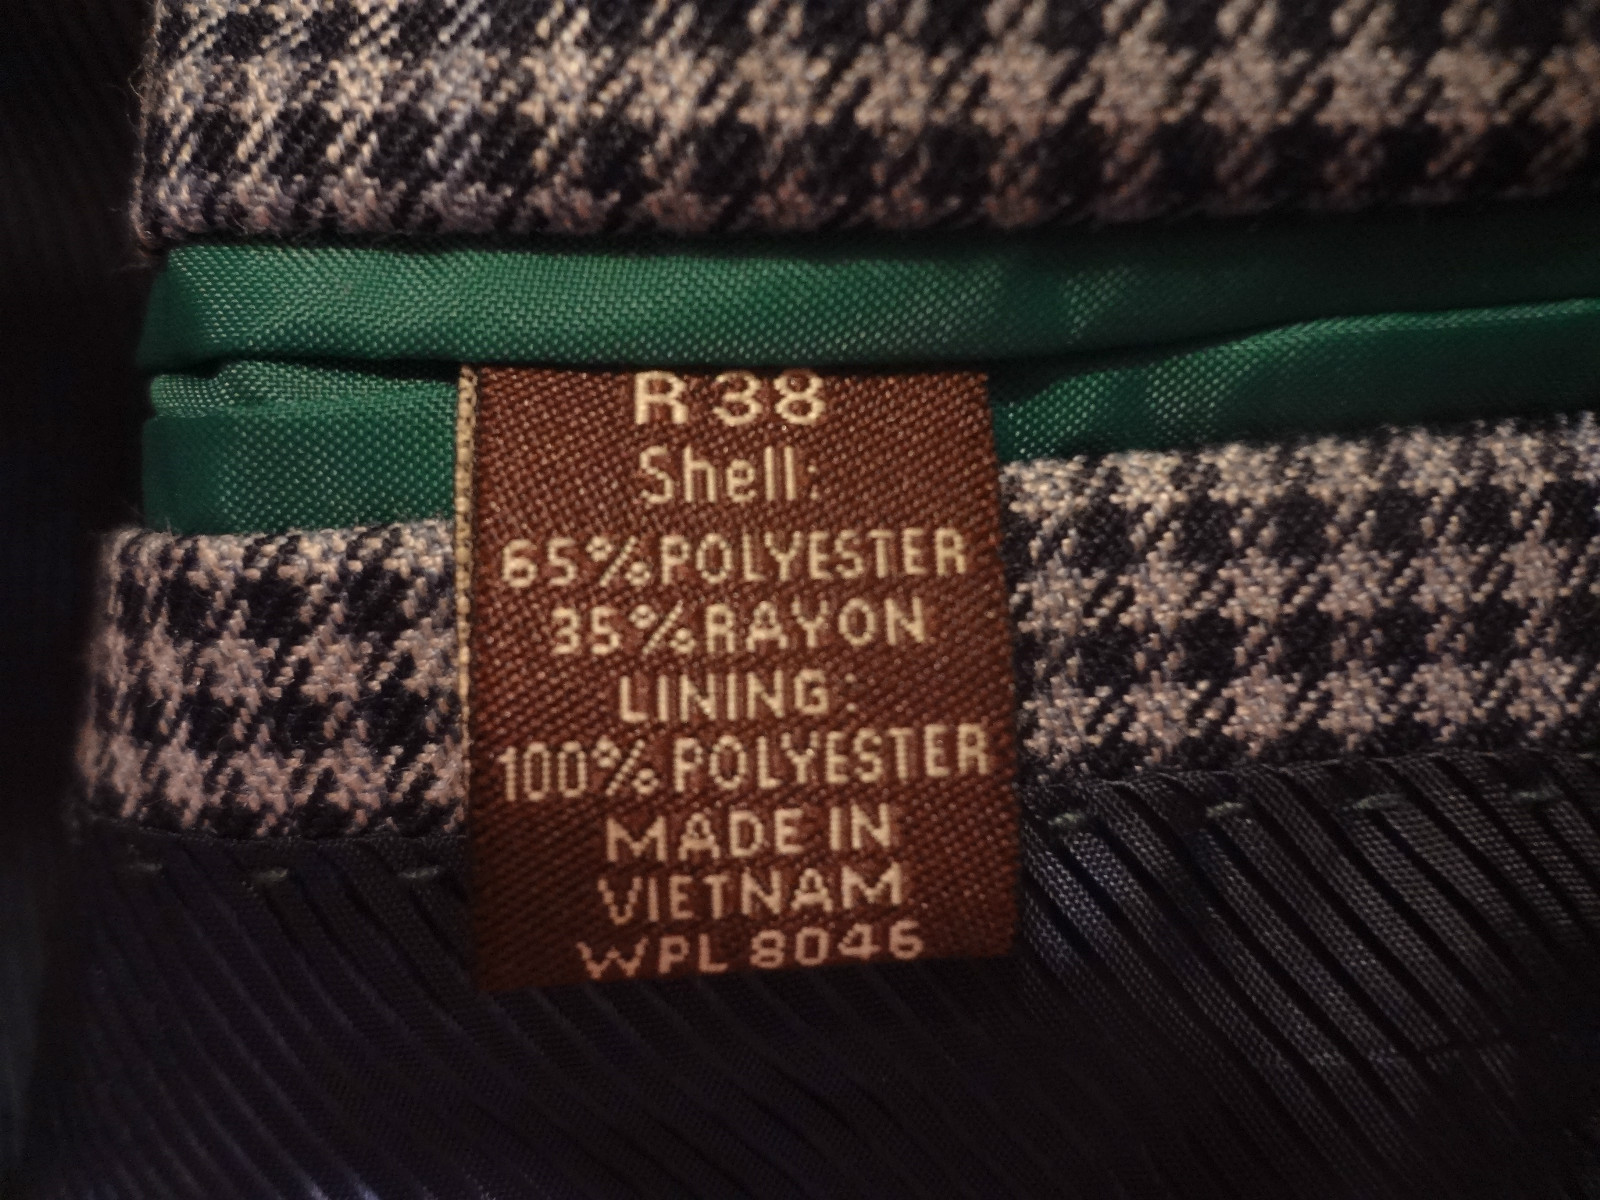 R 38
Shell:
65% POLYESTER
35% RAYON
LINING:
100% POLYESTER
MADE IN
VIETNAM
WPL 8046